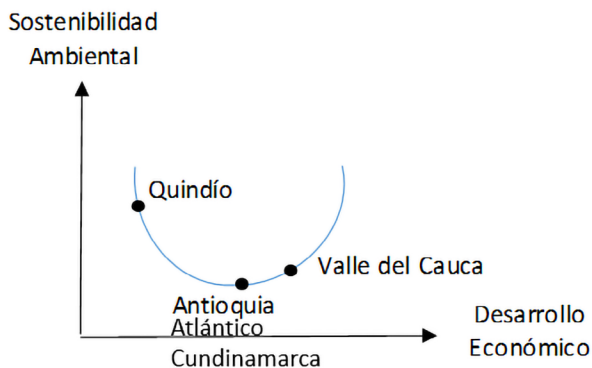 Sostenibilidad
Ambiental
Quindío
Valle del Cauca
Antioquia
Atlántico
Cundinamarca
Desarrollo
Económico